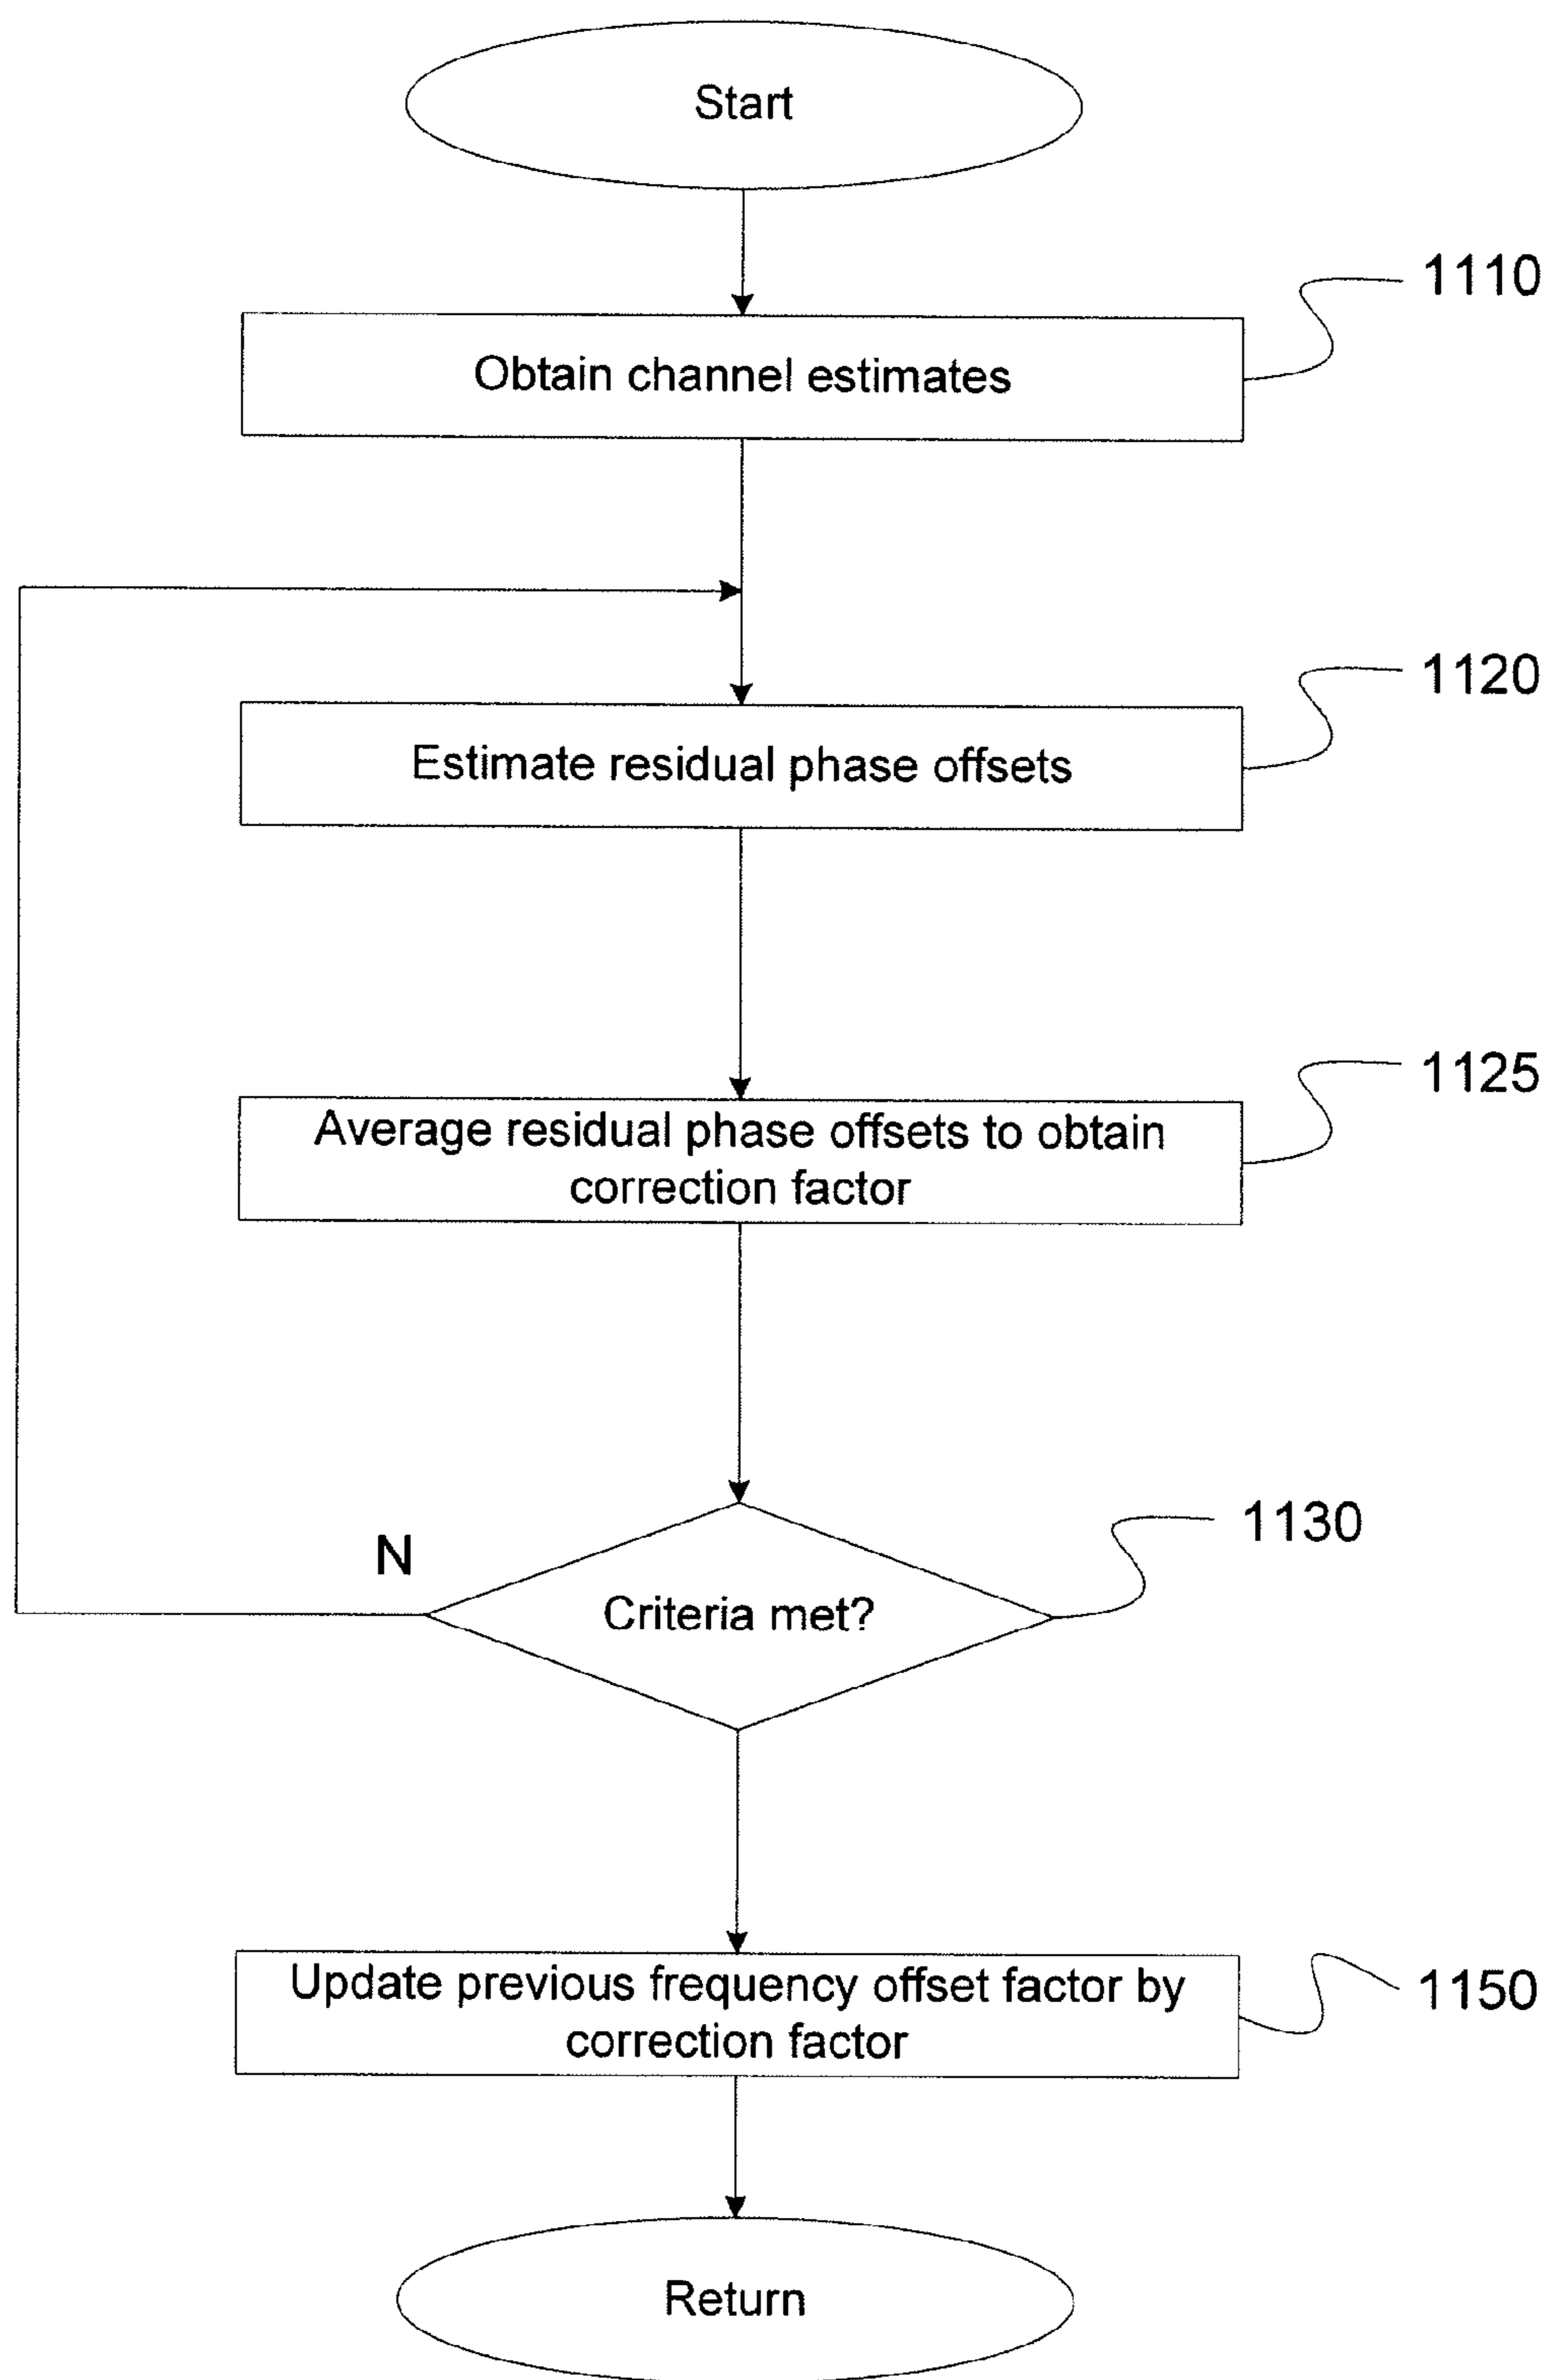 Start
1110
Obtain channel estimates
1120
Estimate residual phase offsets
1125
Average residual phase offsets to obtain
correction factor
1130
N
Criteria met?
1150
Update previous frequency offset factor by
correction factor
Return